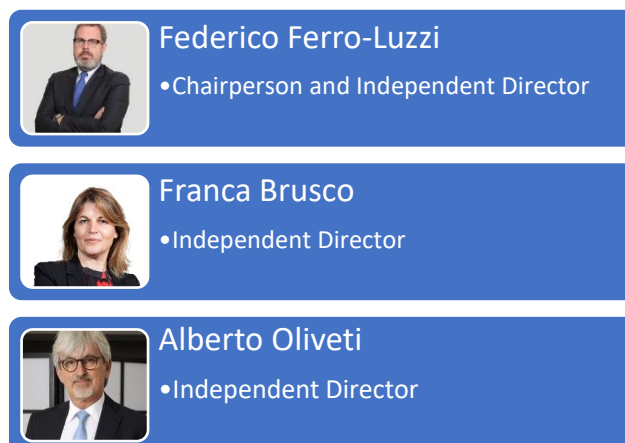 Federico Ferro-Luzzi
•Chairperson and Independent Director
Franca Brusco
•Independent Director
Alberto Oliveti
•Independent Director